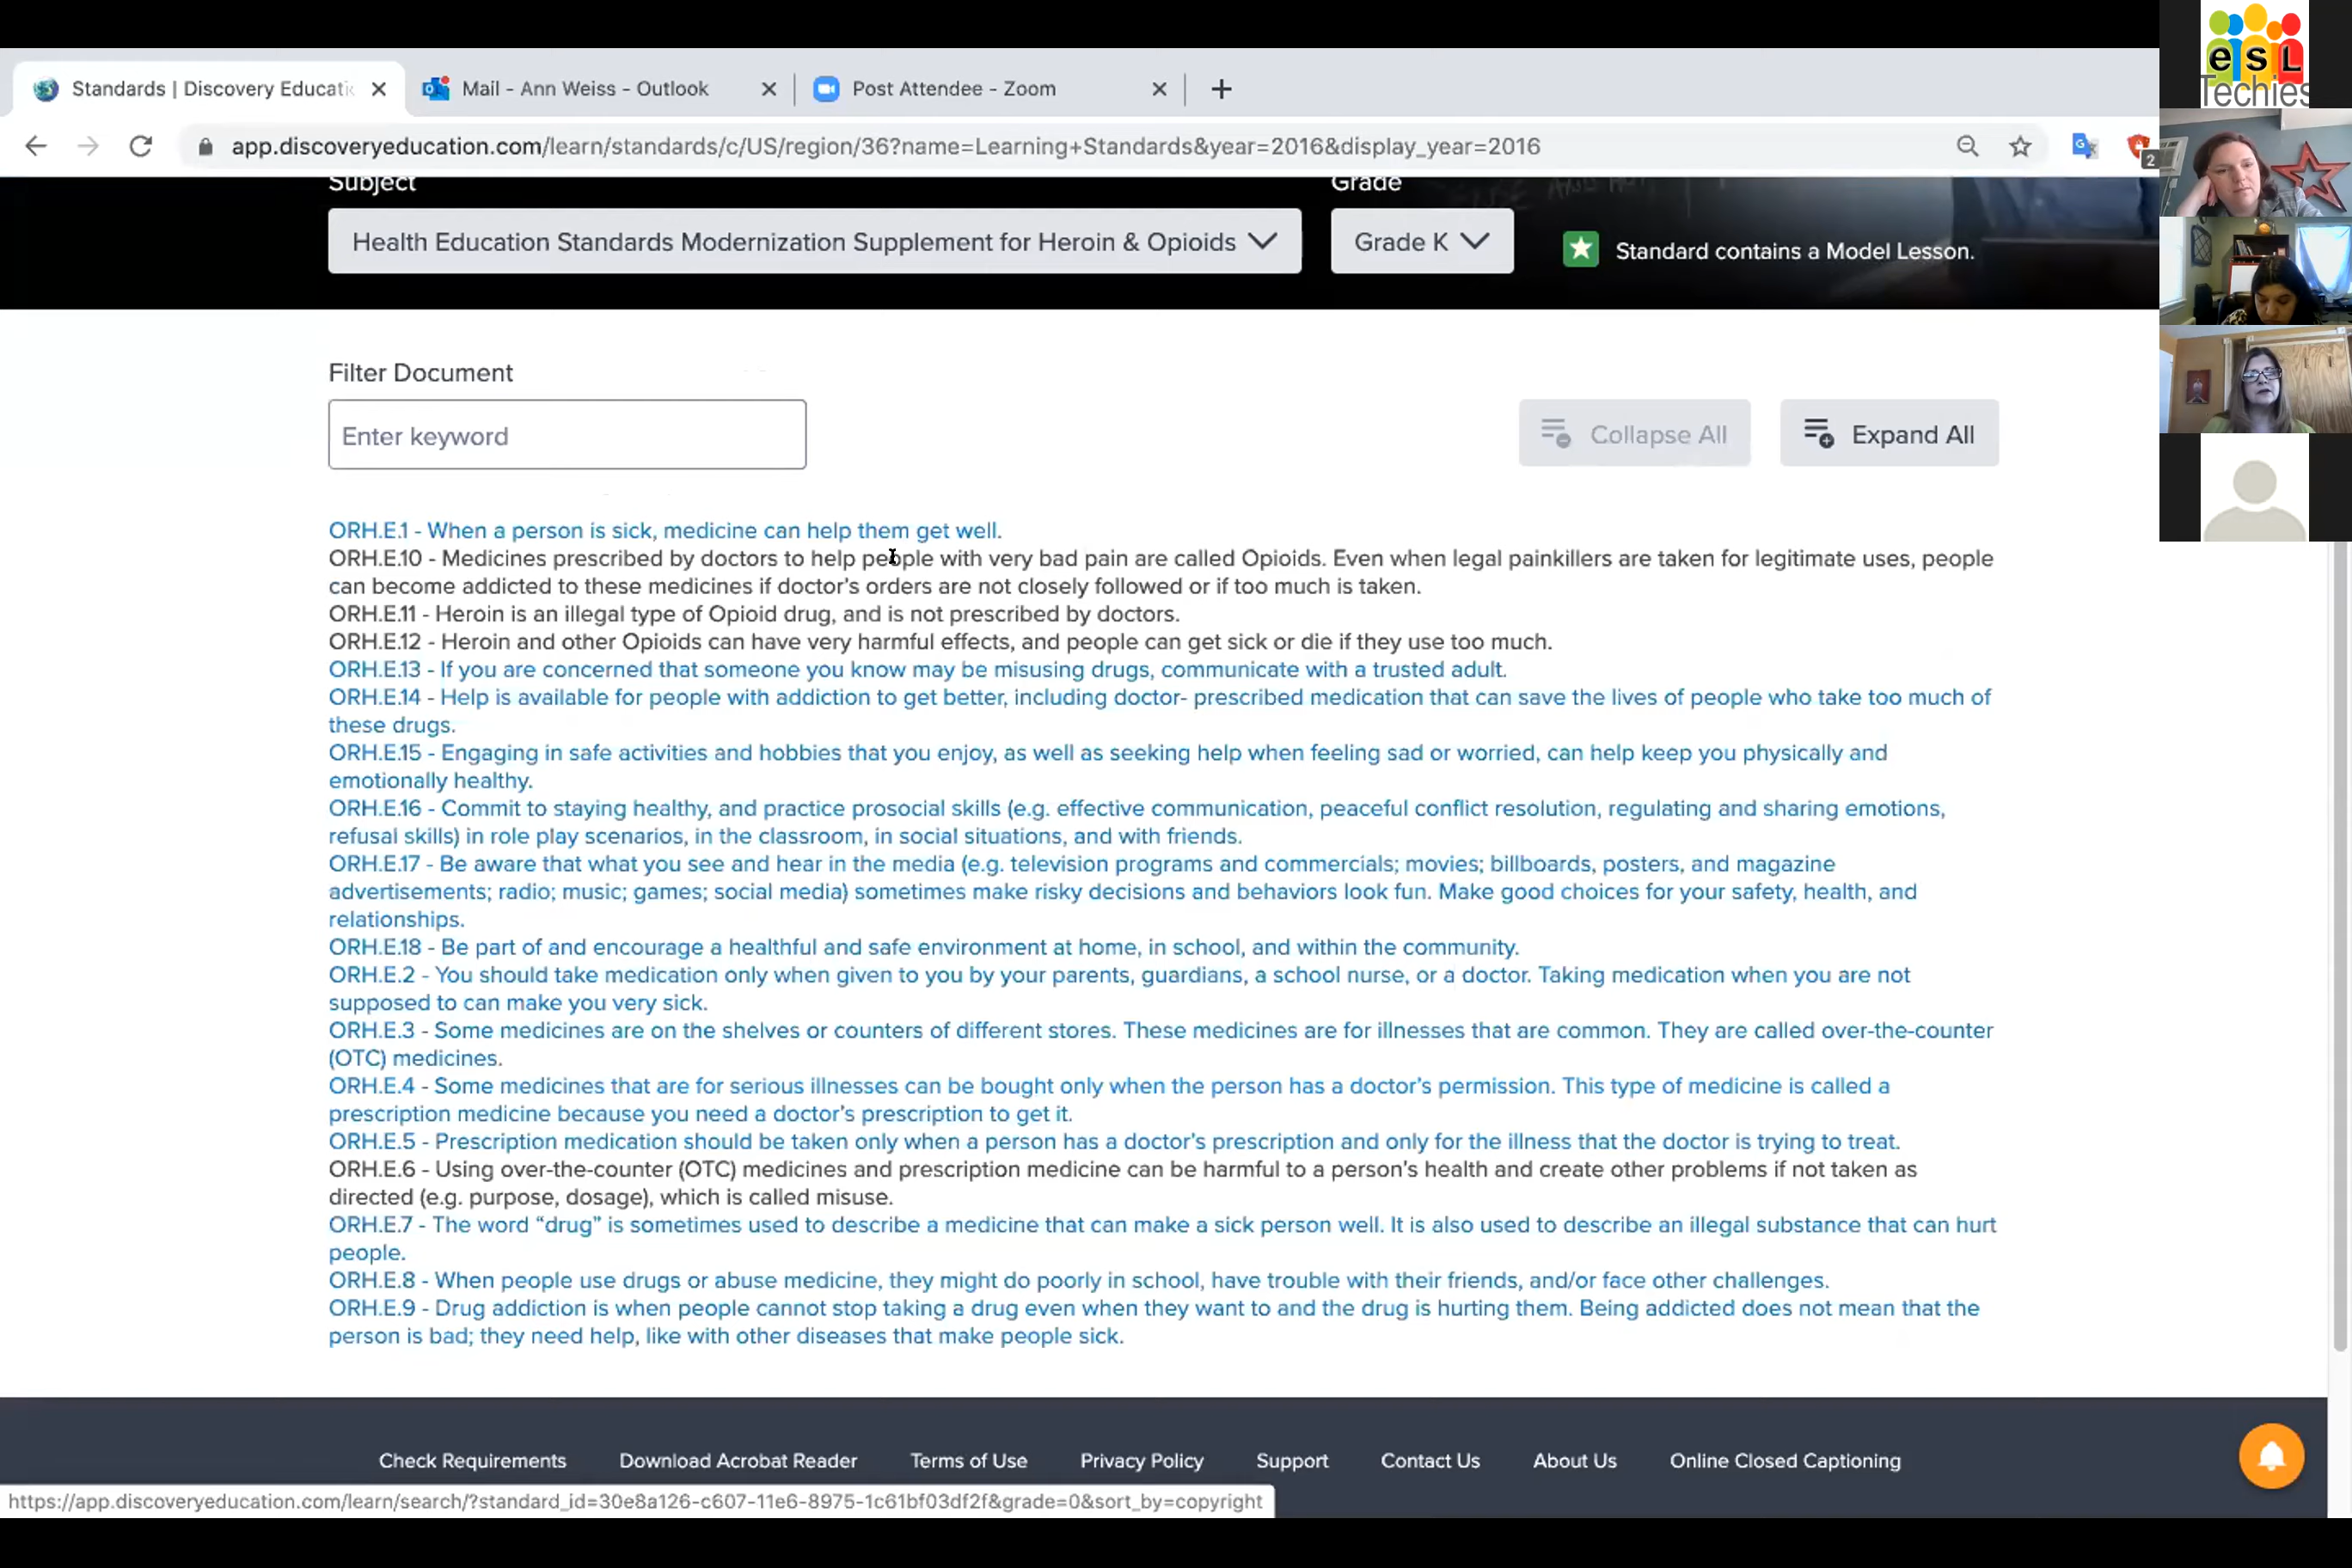 Standards | Discovery Educati
Mail - Ann Weiss - Outlook
Post Attendee - Zoom
app.discoveryeducation.com/learn/standards/c/US/region/36?name=Learning+Standards&year=2016&display_year=2016
2
esL
Techies
Subject
Grade
Health Education Standards Modernization Supplement for Heroin & Opioids
Grade K
Standard contains a Model Lesson.
Filter Document
Enter keyword
Collapse All
Expand All
ORH.E.1 - When a person is sick, medicine can help them get well.
ORH.E.10 - Medicines prescribed by doctors to help people with very bad pain are called Opioids. Even when legal painkillers are taken for legitimate uses, people
can become addicted to these medicines if doctor's orders are not closely followed or if too much is taken.
ORH.E.11 - Heroin is an illegal type of Opioid drug, and is not prescribed by doctors.
ORH.E.12 - Heroin and other Opioids can have very harmful effects, and people can get sick or die if they use too much.
ORH.E.13 - If you are concerned that someone you know may be misusing drugs, communicate with a trusted adult.
ORH.E.14 - Help is available for people with addiction to get better, including doctor- prescribed medication that can save the lives of people who take too much of
these drugs.
ORH.E.15 - Engaging in safe activities and hobbies that you enjoy, as well as seeking help when feeling sad or worried, can help keep you physically and
emotionally healthy.
ORH.E.16 - Commit to staying healthy, and practice prosocial skills (e.g. effective communication, peaceful conflict resolution, regulating and sharing emotions,
refusal skills) in role play scenarios, in the classroom, in social situations, and with friends.
ORH.E.17 - Be aware that what you see and hear in the media (e.g. television programs and commercials; movies; billboards, posters, and magazine
advertisements; radio; music; games; social media) sometimes make risky decisions and behaviors look fun. Make good choices for your safety, health, and
relationships.
ORH.E.18 - Be part of and encourage a healthful and safe environment at home, in school, and within the community.
ORH.E.2 - You should take medication only when given to you by your parents, guardians, a school nurse, or a doctor. Taking medication when you are not
supposed to can make you very sick.
ORH.E.3 - Some medicines are on the shelves or counters of different stores. These medicines are for illnesses that are common. They are called over-the-counter
(OTC) medicines.
ORH.E.4 - Some medicines that are for serious illnesses can be bought only when the person has a doctor's permission. This type of medicine is called a
prescription medicine because you need a doctor's prescription to get it.
ORH.E.5 - Prescription medication should be taken only when a person has a doctor's prescription and only for the illness that the doctor is trying to treat.
ORH.E.6 - Using over-the-counter (OTC) medicines and prescription medicine can be harmful to a person's health and create other problems if not taken as
directed (e.g. purpose, dosage), which is called misuse.
ORH.E.7 - The word “drug” is sometimes used to describe a medicine that can make a sick person well. It is also used to describe an illegal substance that can hurt
people.
ORH.E.8 - When people use drugs or abuse medicine, they might do poorly in school, have trouble with their friends, and/or face other challenges.
ORH.E.9 - Drug addiction is when people cannot stop taking a drug even when they want to and the drug is hurting them. Being addicted does not mean that the
person is bad; they need help, like with other diseases that make people sick.
Check Requirements
Download Acrobat Reader
Terms of Use
Privacy Policy
Support
Contact Us
About Us
Online Closed Captioning
https://app.discoveryeducation.com/learn/search/?standard_id=30e8a126-c607-11e6-8975-1c61bf03df2f&grade=0&sort_by=copyright